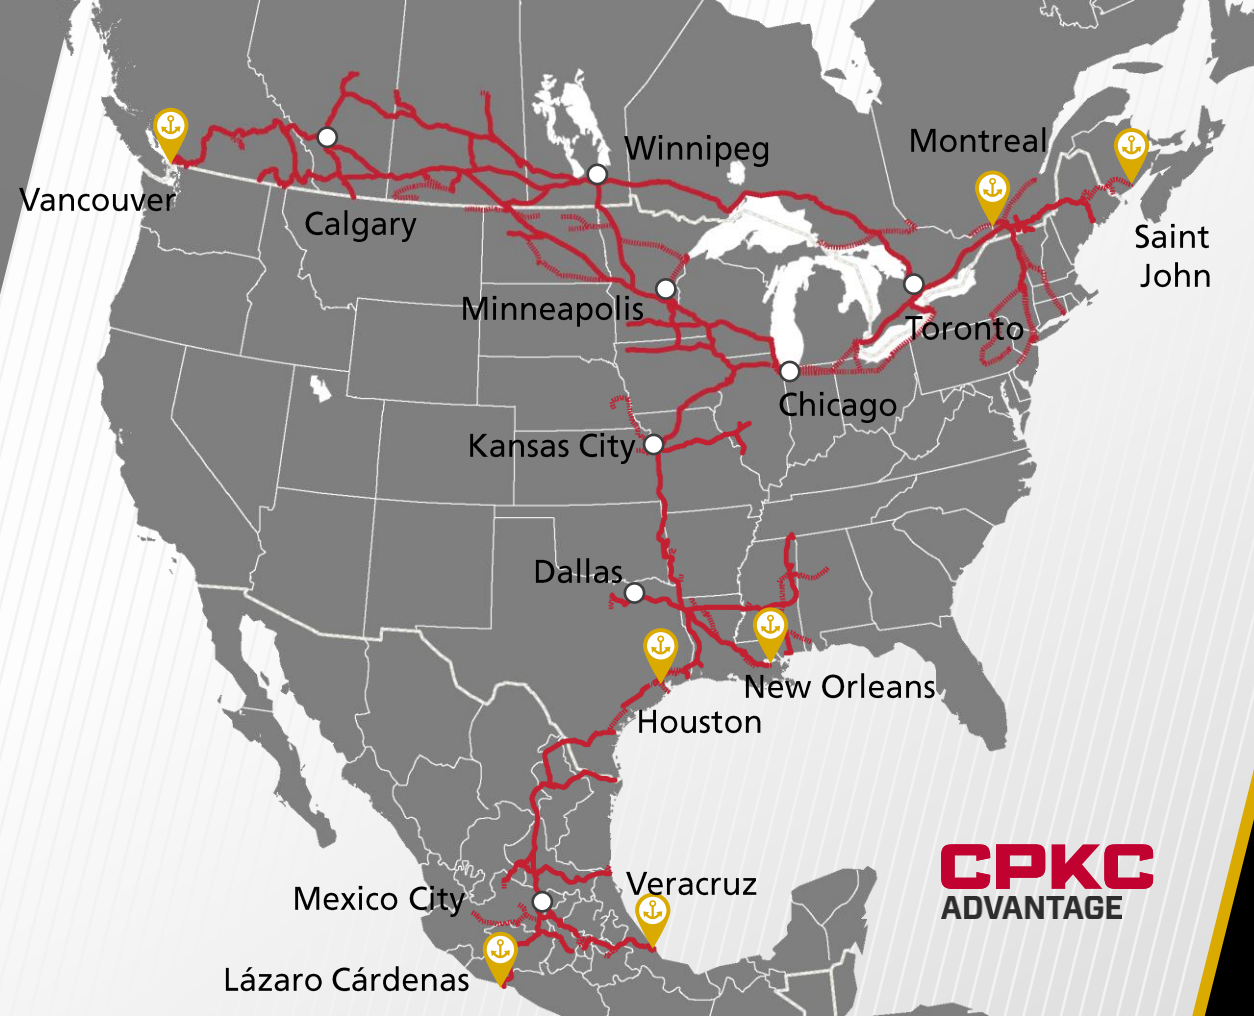 Winnipeg
Montreal
Vancouver
Calgary
Saint
John
Minneapolis
Toronto
Chicago
Kansas City
Dallas
New Orleans
Houston
CPKC
ADVANTAGE
Veracruz
Mexico City
Lázaro Cárdenas